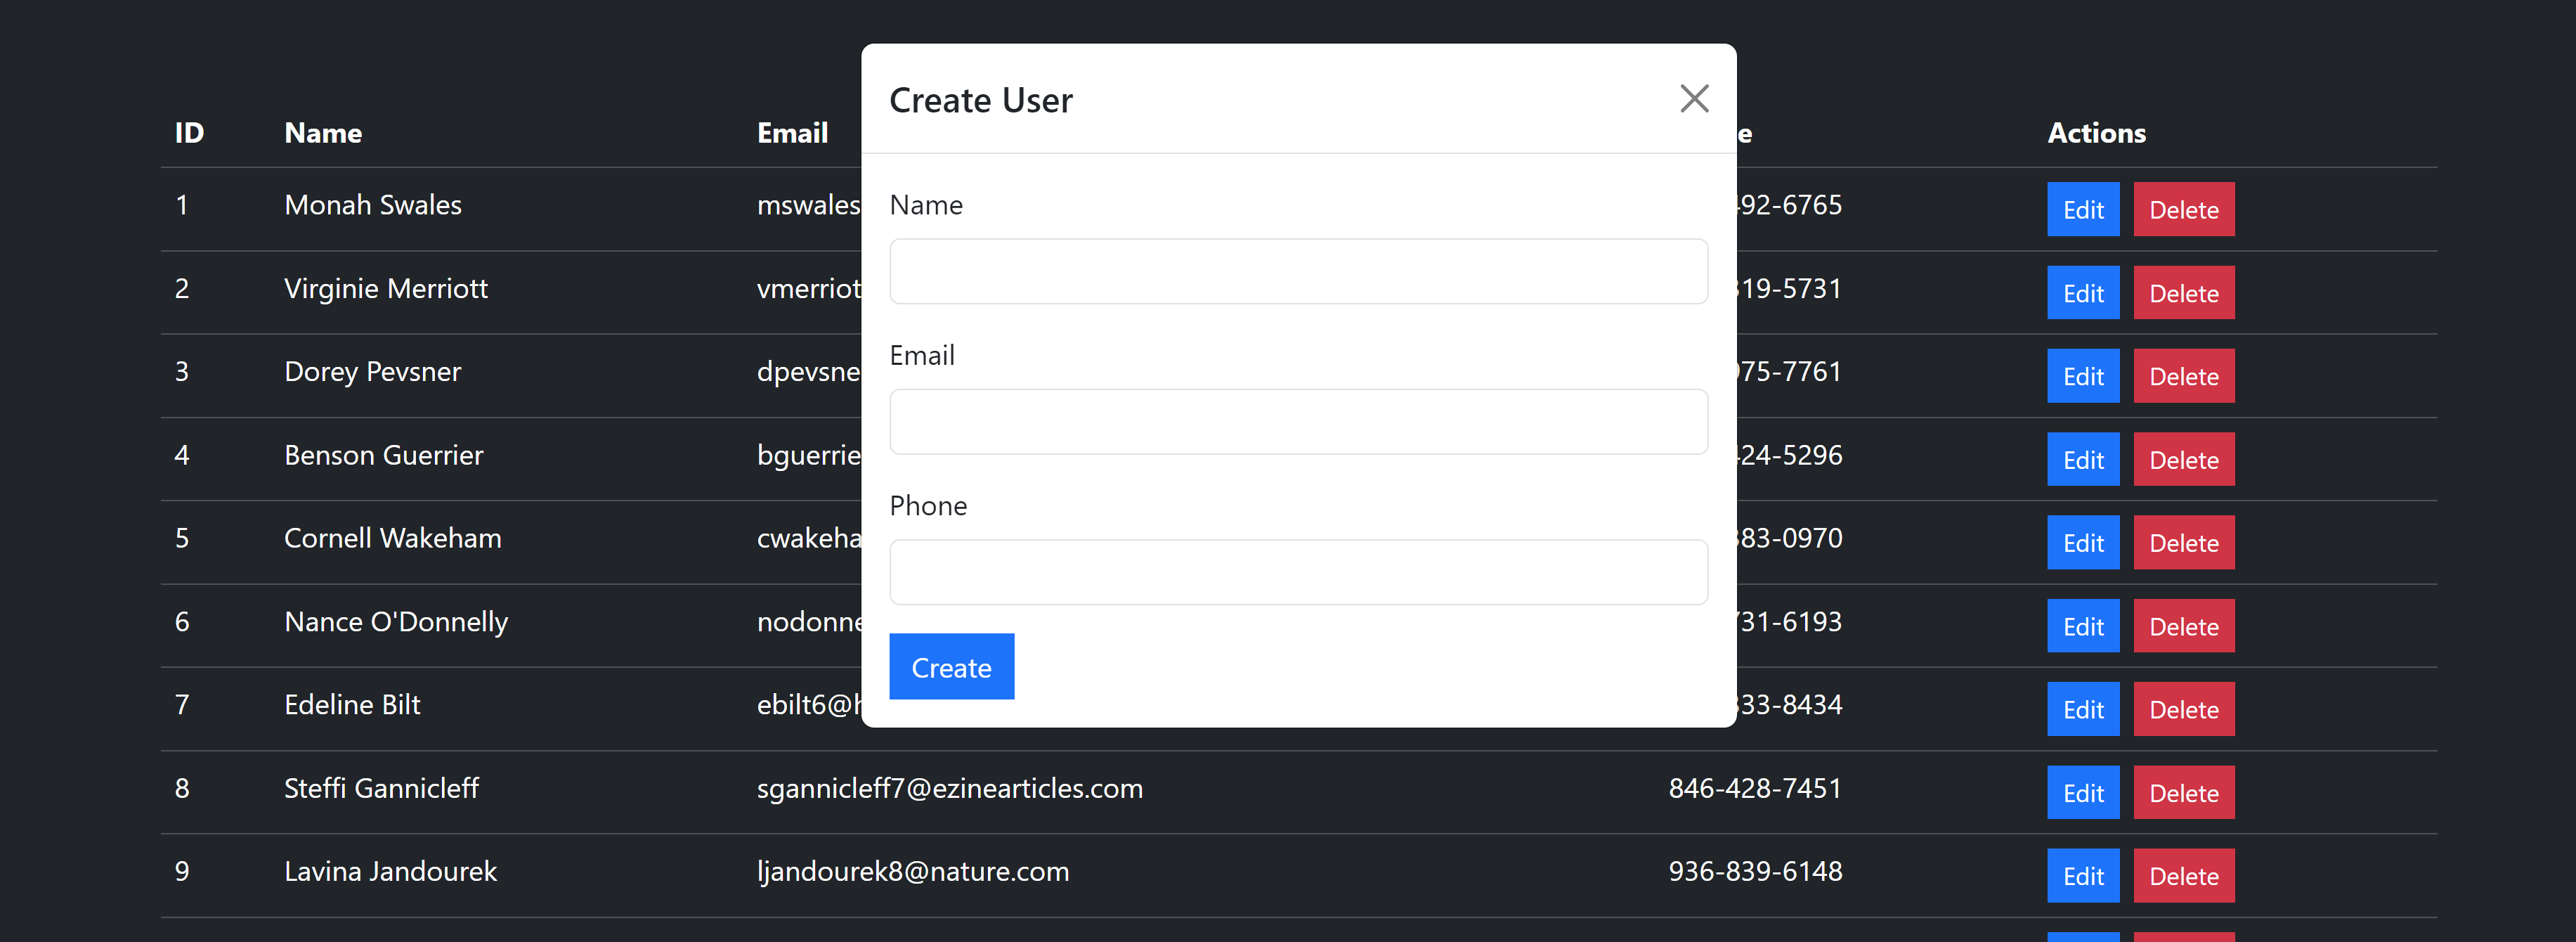 Create User
ID Name Email e Actions
1 Monah Swales mswales Name 92-6765 Edit Delete
2 Virginie Merriott vmerriot 19-5731 Edit Delete
Email
3 Dorey Pevsner dpevsne 75-7761 Edit Delete
4 Benson Guerrier bguerrie 24-5296 Edit Delete
Phone
5 Cornell Wakeham cwakeha 83-0970 Edit Delete
6 Nance O'Donnelly nodonne 31-6193 Edit Delete
Create
7 Edeline Bilt ebilt6@h 33-8434 Edit Delete
8 Steffi Gannicleff sgannicleff7@ezinearticles.com 846-428-7451 Edit Delete
9 Lavina Jandourek ljandourek8@nature.com 936-839-6148 Edit Delete